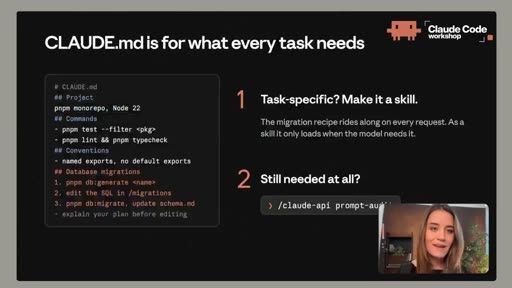 CLAUDE.md is for what every task needs
Claude Code
workshop
# CLAUDE.md
## Project
pnpm monorepo, Node 22
## Commands
- pnpm test --filter <pkg>
- pnpm lint && pnpm typecheck
## Conventions
- named exports, no default exports
## Database migrations
1. pnpm db:generate <name>
2. edit the SQL in /migrations
3. pnpm db:migrate, update schema.md
- explain your plan before editing
1 Task-specific? Make it a skill.
The migration recipe rides along on every request. As a
skill it only loads when the model needs it.
2 Still needed at all?
❯ /claude-api